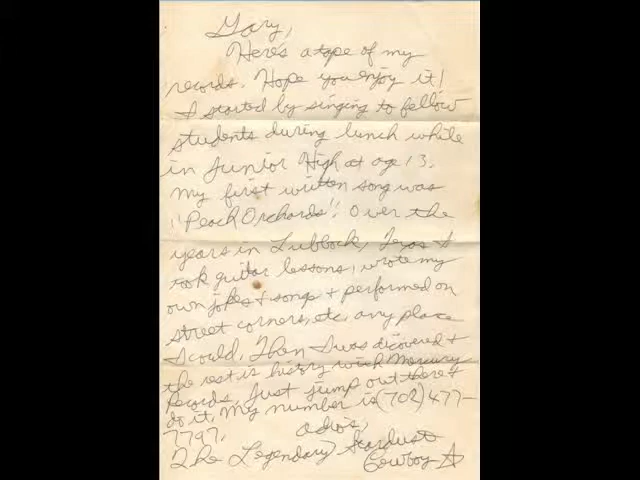 Gary,
Here's a tape of my
records. Hope you enjoy it!
I started by singing to fellow
students during lunch while
in Junior High at age 13.
My first written song was
"Peach Orchards". Over the
years in Lubbock, Texas I
took guitar lessons, wrote my
own jokes & songs & performed on
street corners, etc, any place
I could. Then I was dicovered &
the rest is history with Mercury
Records. Just jump out there &
do it. My number is (702) 477-
7797.
adios,
The Legendary Stardust
Cowboy ☆